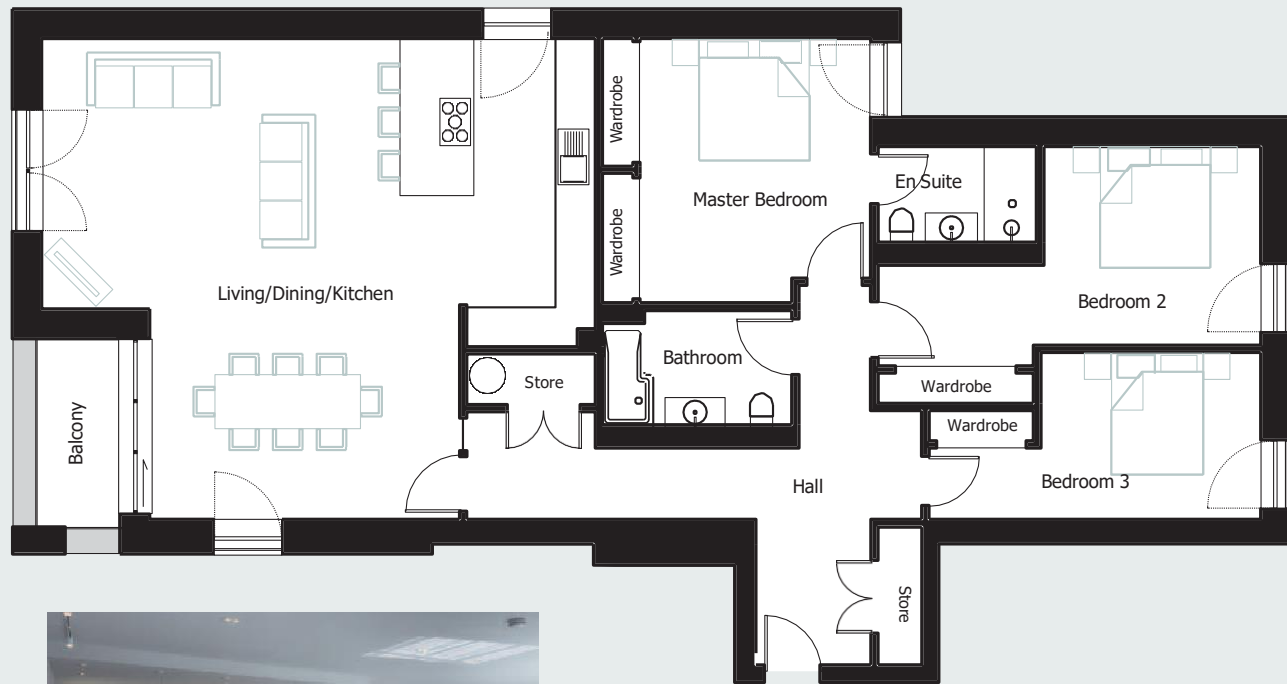 Wardrobe
Wardrobe
Master Bedroom
En Suite
Living/Dining/Kitchen
Bedroom 2
Bathroom
Store
Wardrobe
Balcony
Wardrobe
Bedroom 3
Hall
Store